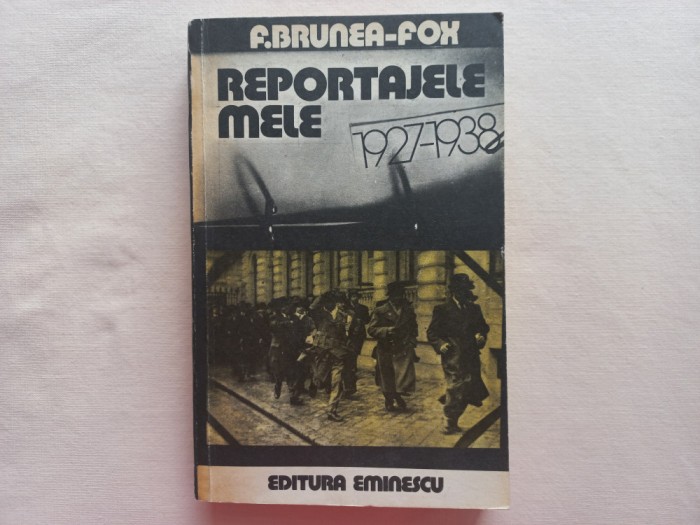 F.BRUNEA-FOX
REPORTAJELE
MELE
1927-1938
EDITURA EMINESCU